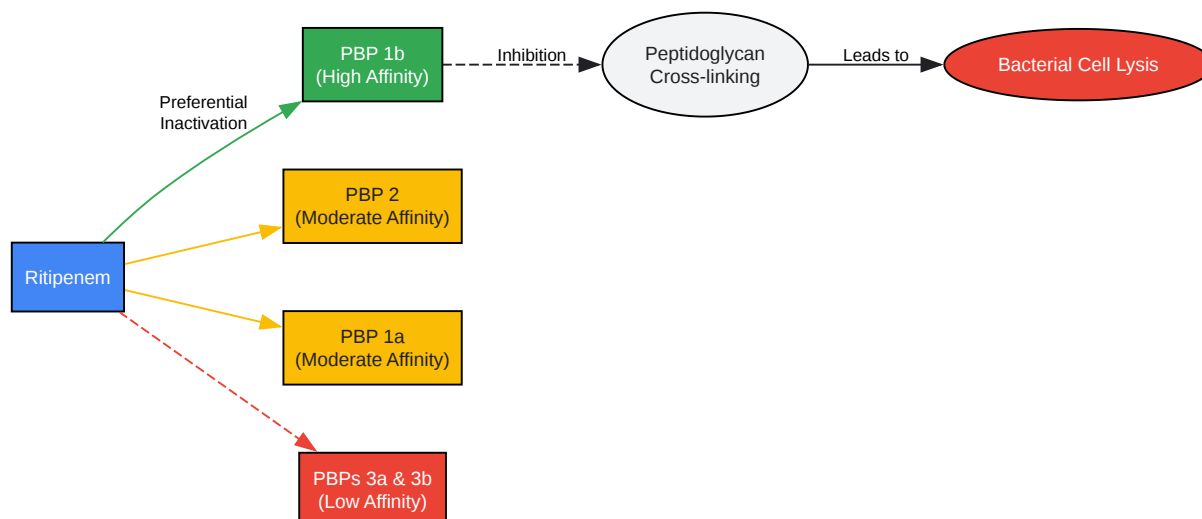 PBP 1b
(High Affinity)
Inhibition
Peptidoglycan
Cross-linking
Leads to
Bacterial Cell Lysis
Preferential
Inactivation
PBP 2
(Moderate Affinity)
Ritipenem
PBP 1a
(Moderate Affinity)
PBPs 3a & 3b
(Low Affinity)